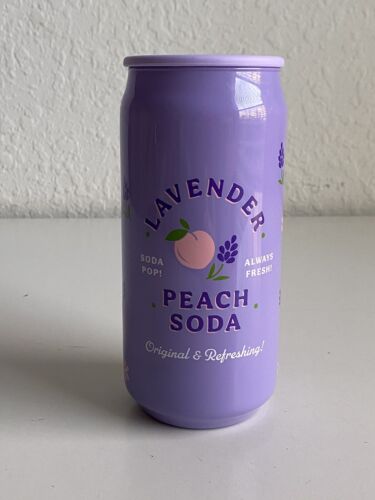 LAVENDER
SODA POP!
ALWAYS FRESH!
PEACH
SODA
Original & Refreshing!